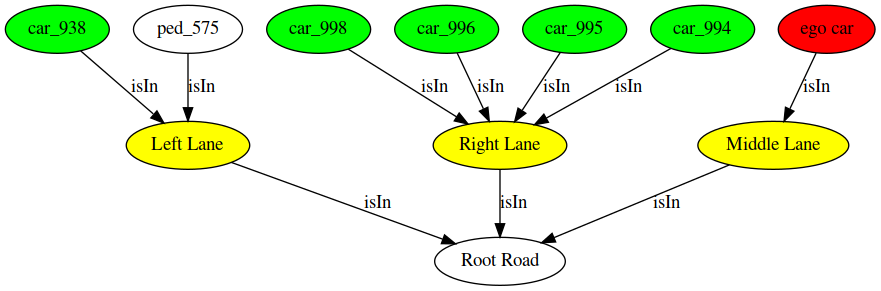 car_938
ped_575
car_998
car_996
car_995
car_994
ego car
isIn
isIn
isIn
isIn
isIn
isIn
isIn
Left Lane
Right Lane
Middle Lane
isIn
isIn
isIn
Root Road